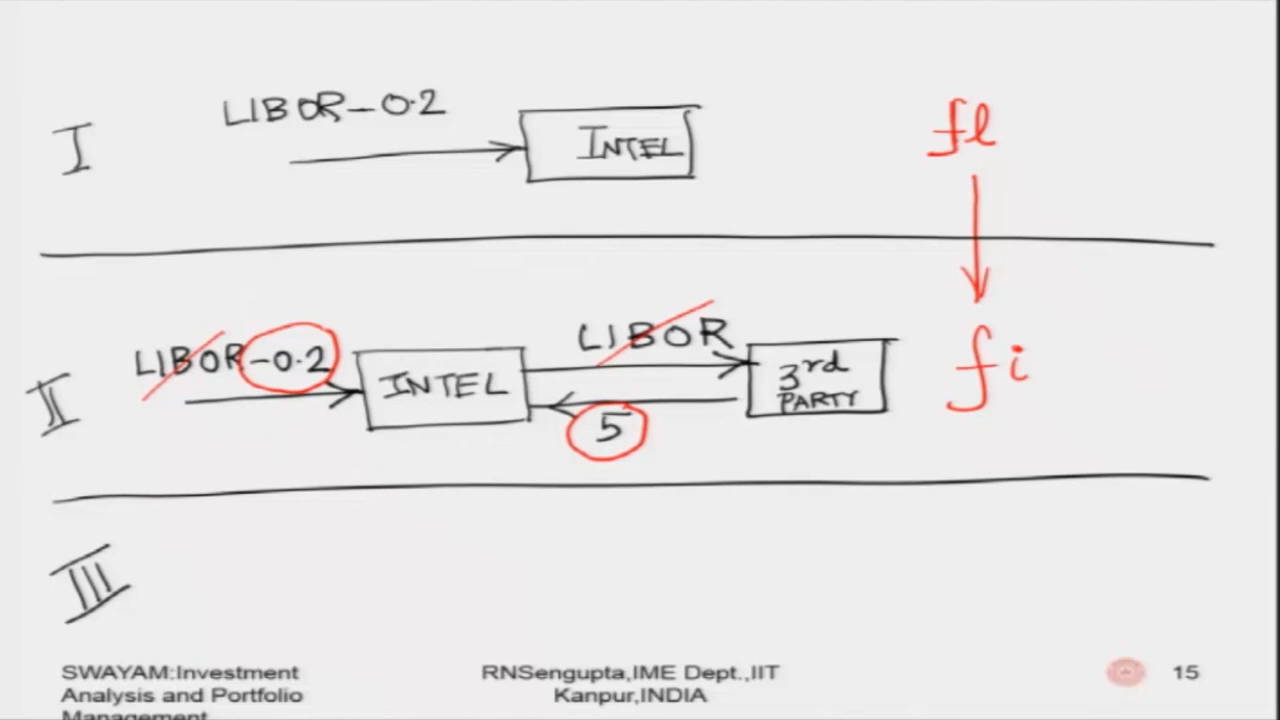 LIBOR-0.2
I
INTEL
fl
LIBOR-0.2
LIBOR
II
INTEL
3rd
PARTY
fi
5
III
SWAYAM:Investment
Analysis and Portfolio
Management
RNSengupta,IME Dept.,IIT
Kanpur,INDIA
15